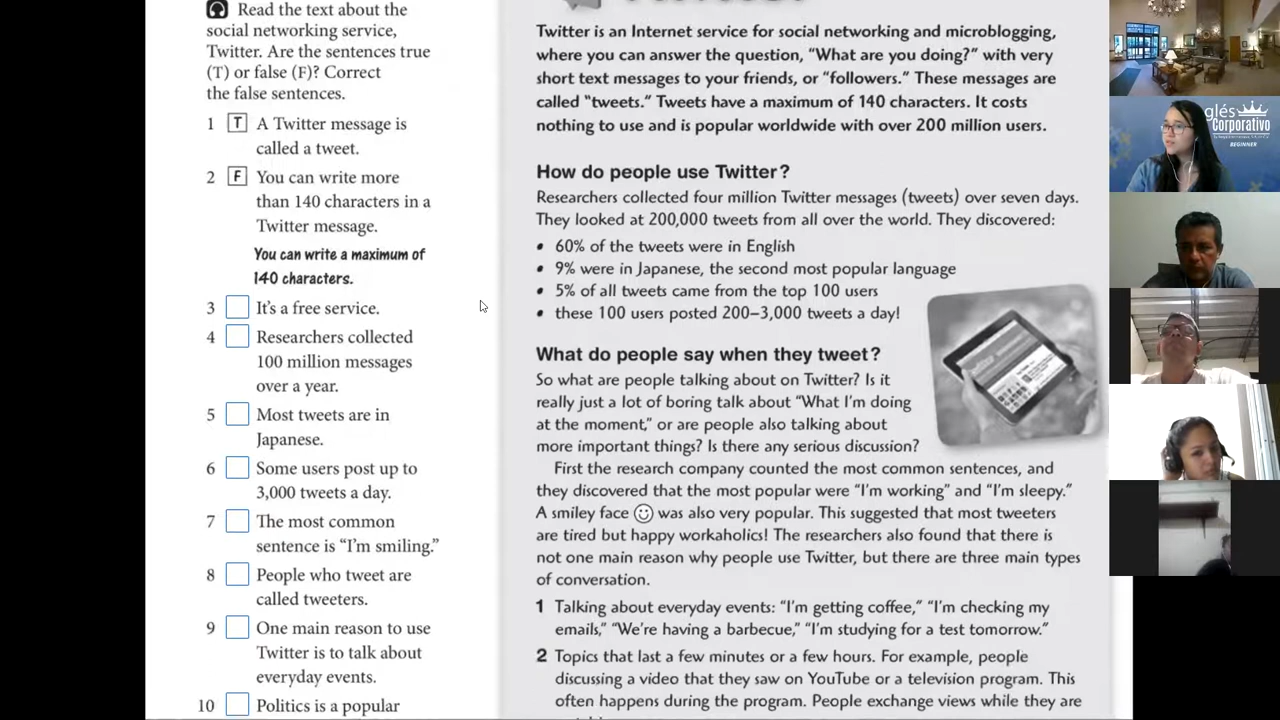 Read the text about the
social networking service,
Twitter. Are the sentences true
(T) or false (F)? Correct
the false sentences.
1 T A Twitter message is
called a tweet.
2 F You can write more
than 140 characters in a
Twitter message.
You can write a maximum of
140 characters.
3 It's a free service.
4 Researchers collected
100 million messages
over a year.
5 Most tweets are in
Japanese.
6 Some users post up to
3,000 tweets a day.
7 The most common
sentence is “I'm smiling.”
8 People who tweet are
called tweeters.
9 One main reason to use
Twitter is to talk about
everyday events.
10 Politics is a popular
Twitter is an Internet service for social networking and microblogging,
where you can answer the question, “What are you doing?” with very
short text messages to your friends, or “followers.” These messages are
called “tweets.” Tweets have a maximum of 140 characters. It costs
nothing to use and is popular worldwide with over 200 million users.
How do people use Twitter?
Researchers collected four million Twitter messages (tweets) over seven days.
They looked at 200,000 tweets from all over the world. They discovered:
• 60% of the tweets were in English
• 9% were in Japanese, the second most popular language
• 5% of all tweets came from the top 100 users
• these 100 users posted 200–3,000 tweets a day!
What do people say when they tweet?
So what are people talking about on Twitter? Is it
really just a lot of boring talk about “What I'm doing
at the moment,” or are people also talking about
more important things? Is there any serious discussion?
First the research company counted the most common sentences, and
they discovered that the most popular were “I'm working” and “I'm sleepy.”
A smiley face ☺ was also very popular. This suggested that most tweeters
are tired but happy workaholics! The researchers also found that there is
not one main reason why people use Twitter, but there are three main types
of conversation.
1 Talking about everyday events: “I'm getting coffee,” “I'm checking my
emails,” “We're having a barbecue,” “I'm studying for a test tomorrow.”
2 Topics that last a few minutes or a few hours. For example, people
discussing a video that they saw on YouTube or a television program. This
often happens during the program. People exchange views while they are
glés
Corporativo
BEGINNER